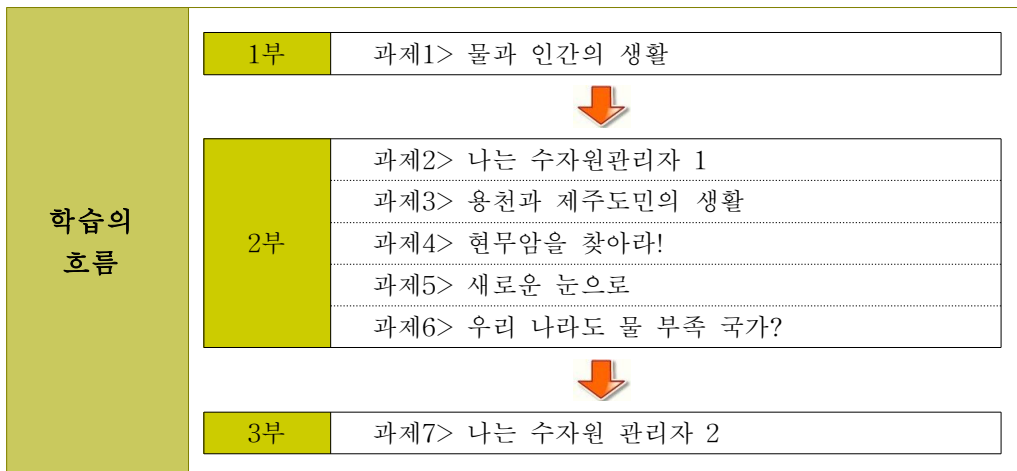 학습의
흐름
1부
과제1> 물과 인간의 생활
2부
과제2> 나는 수자원관리자 1
과제3> 용천과 제주도민의 생활
과제4> 현무암을 찾아라!
과제5> 새로운 눈으로
과제6> 우리 나라도 물 부족 국가?
3부
과제7> 나는 수자원 관리자 2